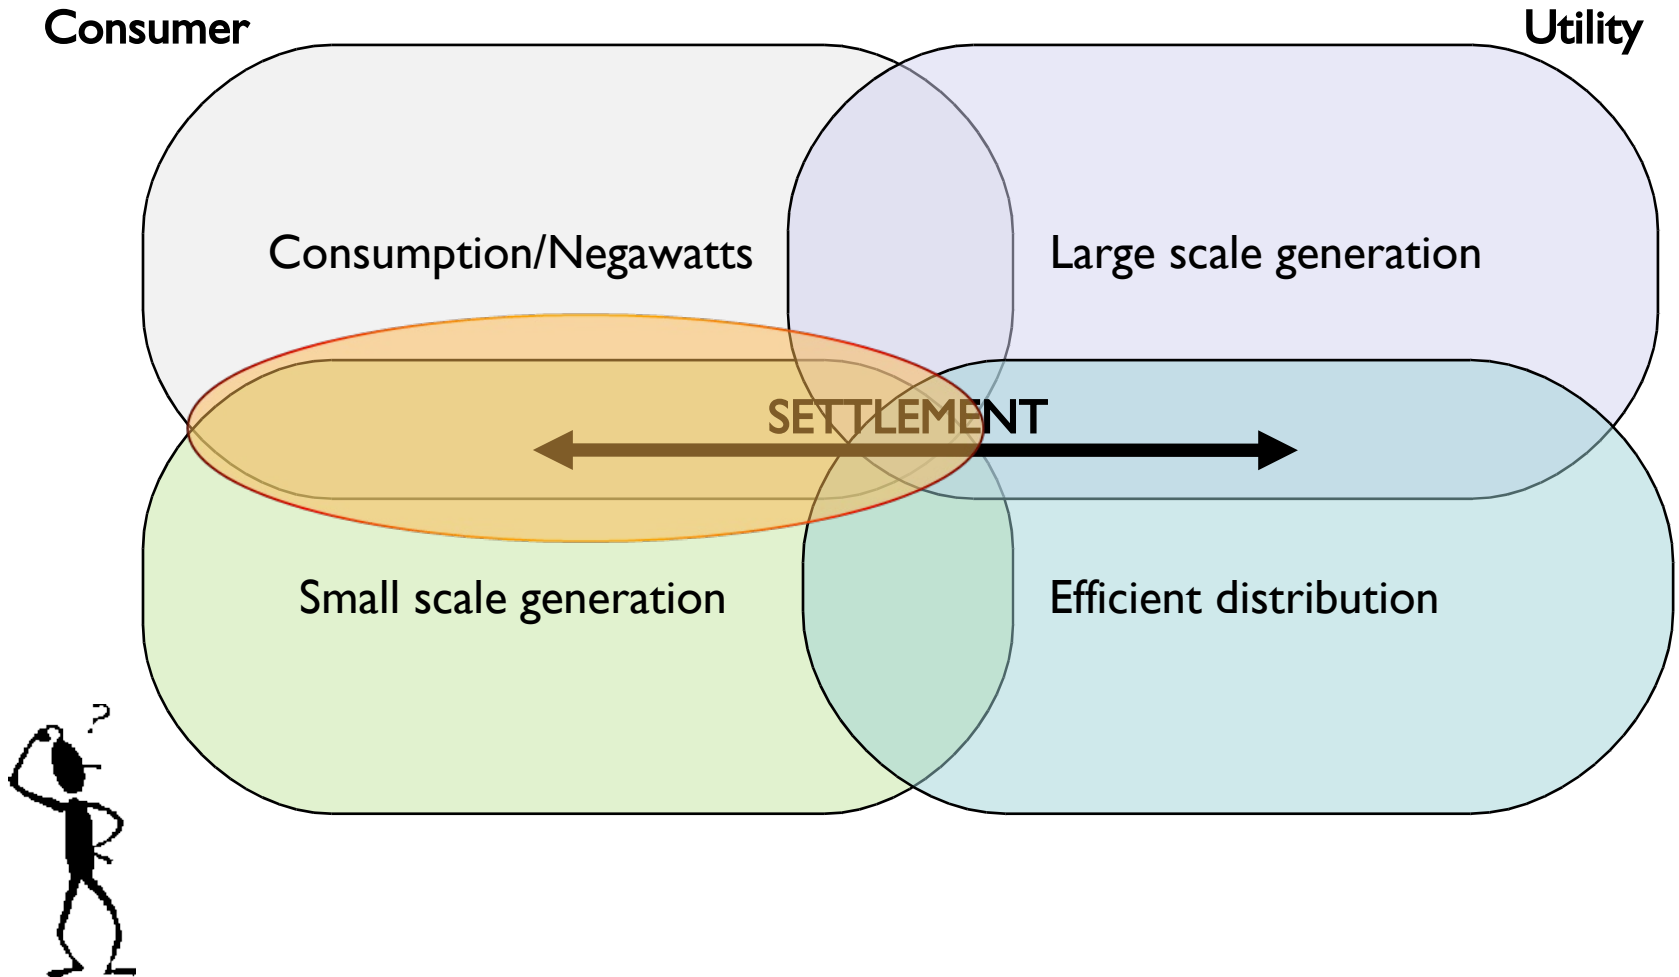 Consumer
Utility
Consumption/Negawatts
Large scale generation
SETTLEMENT
Small scale generation
Efficient distribution
?